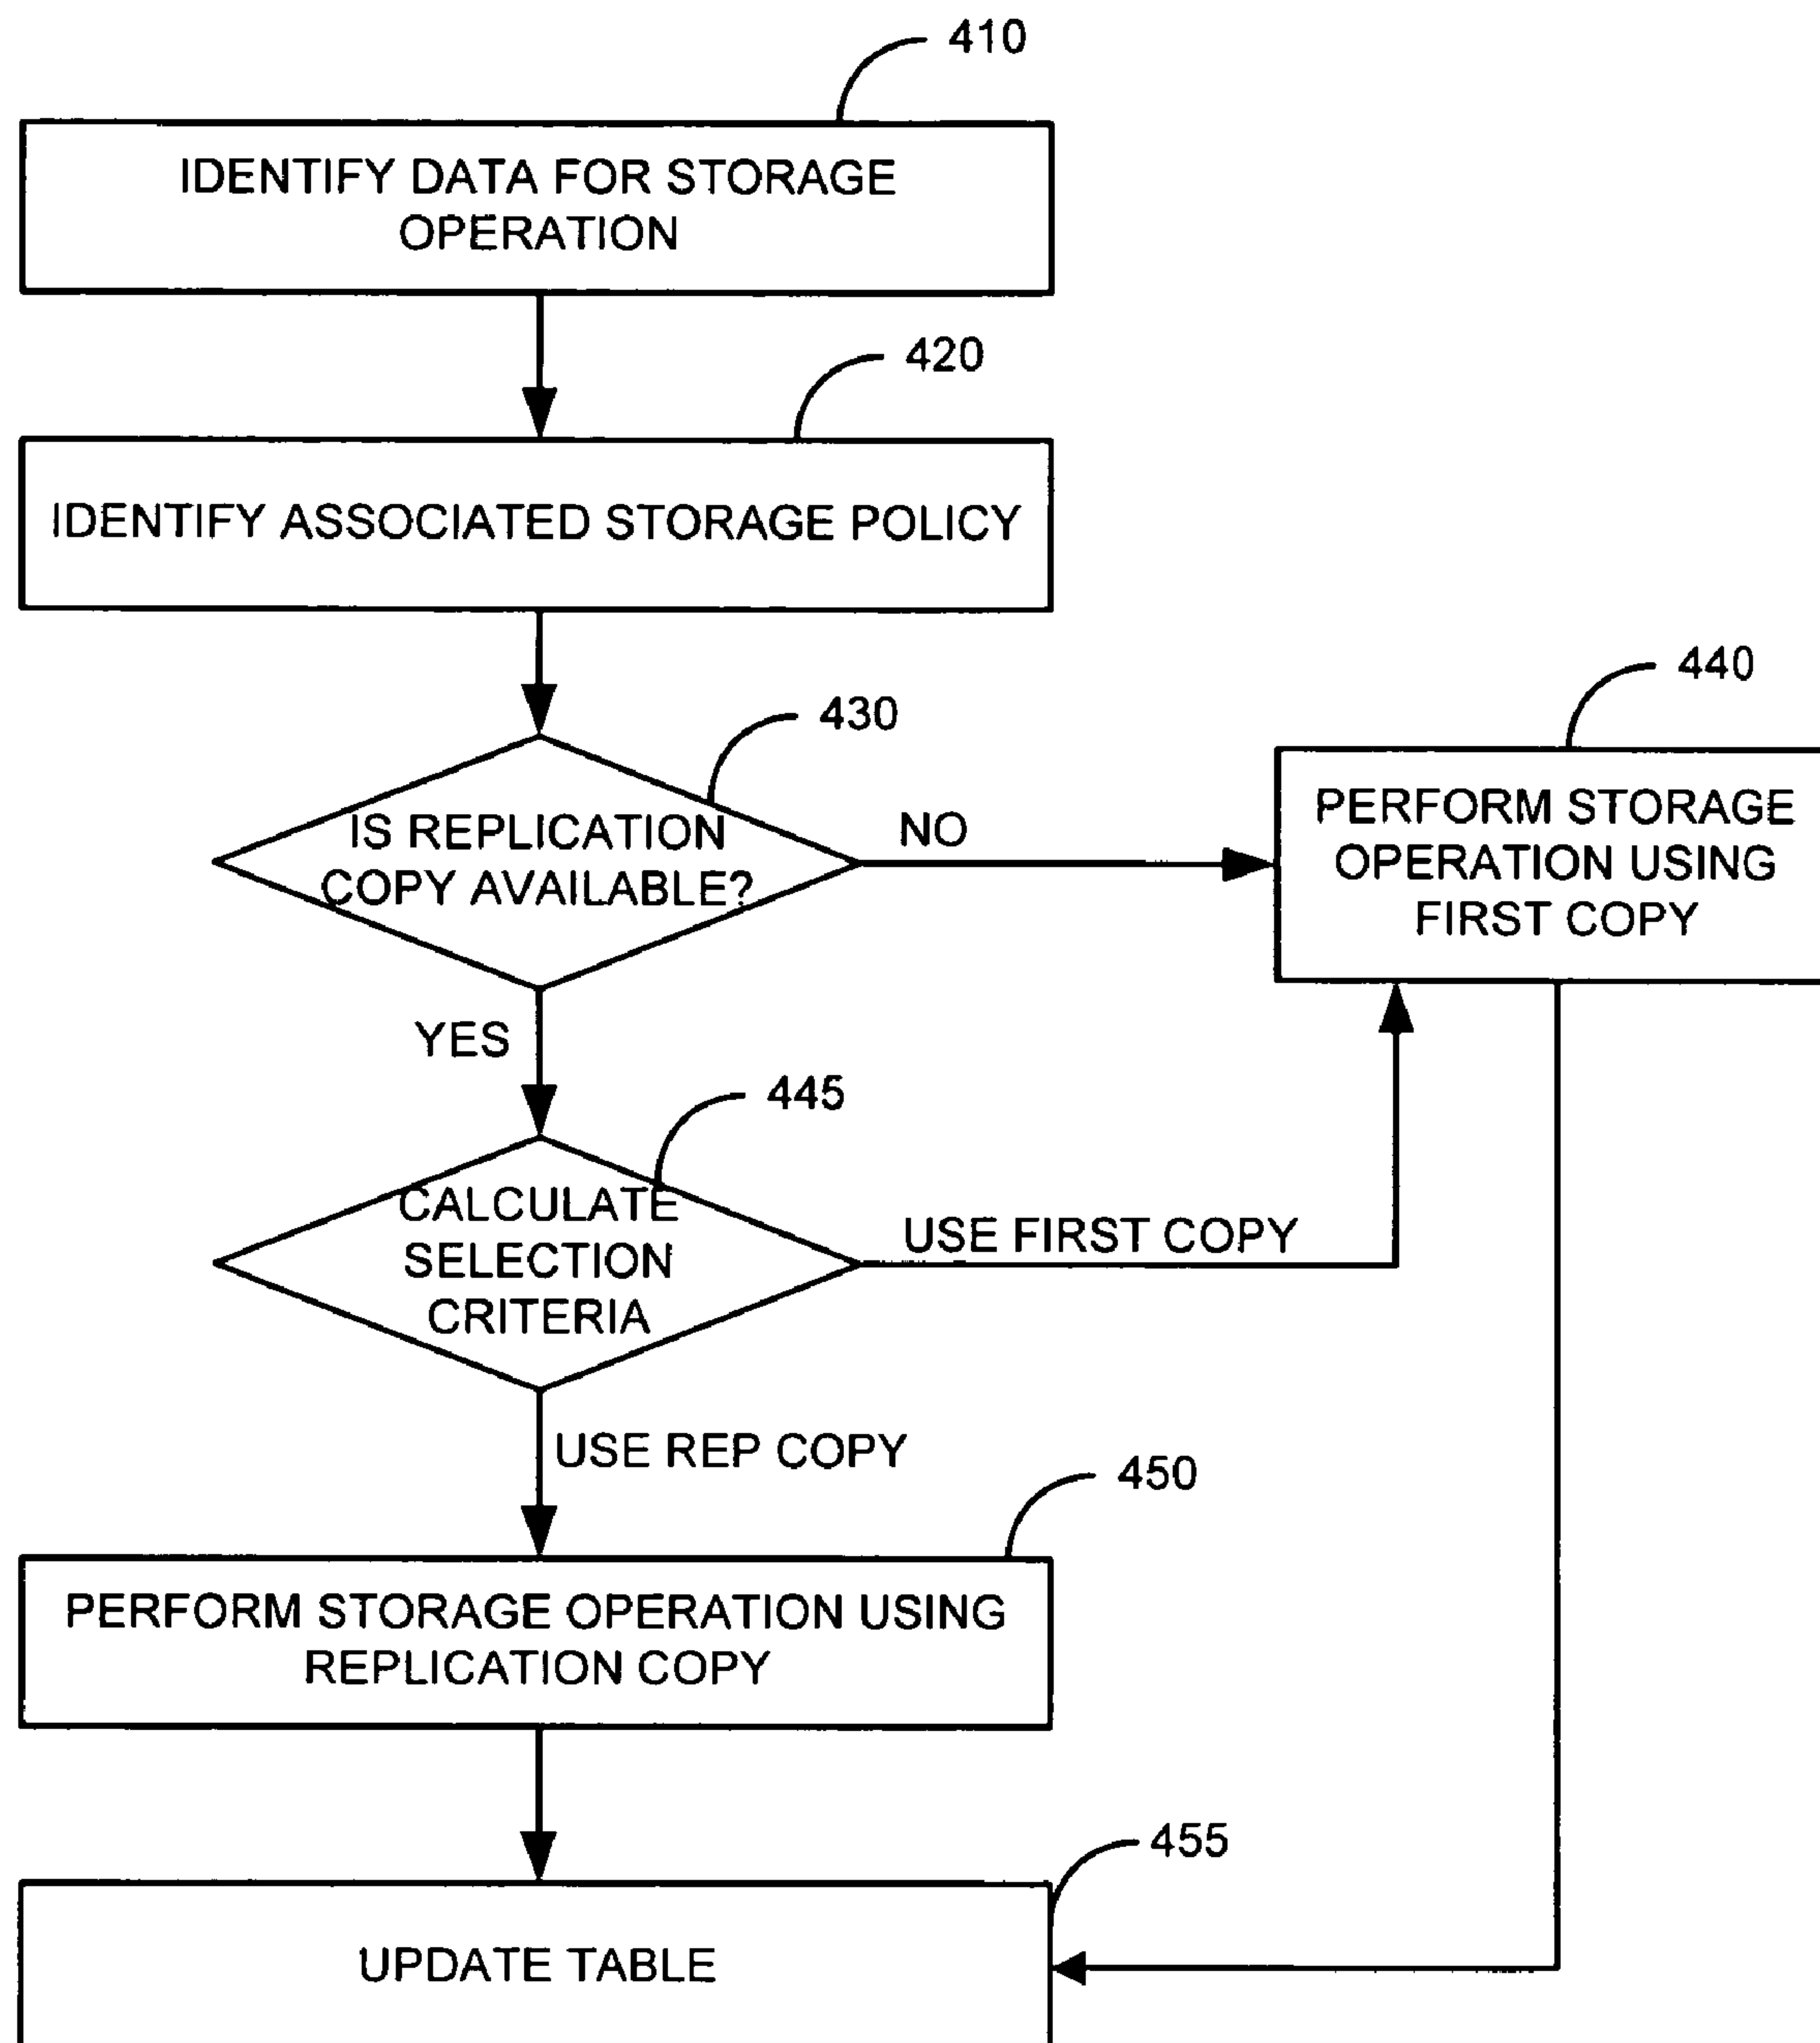 410
IDENTIFY DATA FOR STORAGE
OPERATION
420
IDENTIFY ASSOCIATED STORAGE POLICY
430
IS REPLICATION
COPY AVAILABLE?
NO
440
PERFORM STORAGE
OPERATION USING
FIRST COPY
YES
445
CALCULATE
SELECTION
CRITERIA
USE FIRST COPY
USE REP COPY
450
PERFORM STORAGE OPERATION USING
REPLICATION COPY
455
UPDATE TABLE